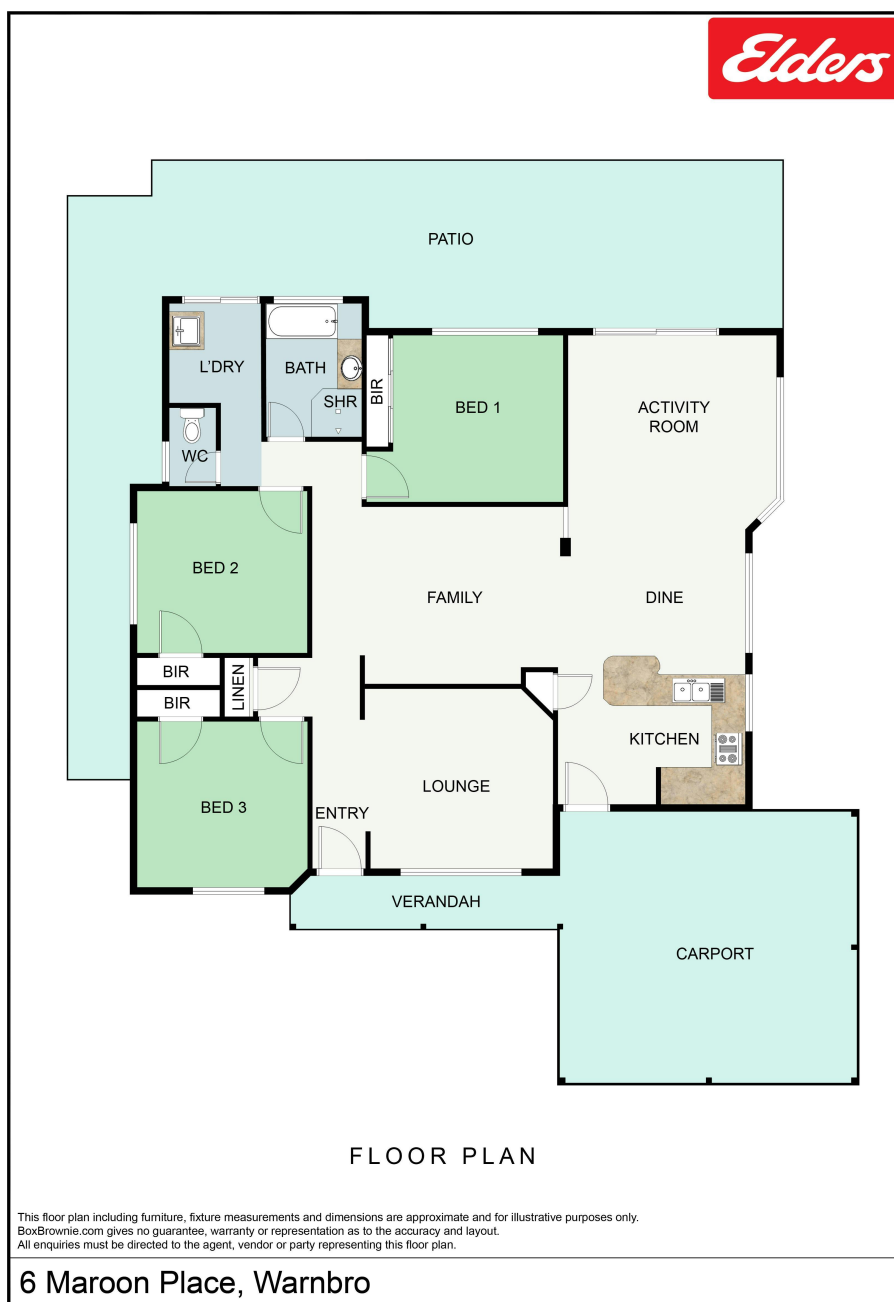 Elders
PATIO
L'DRY
BATH
SHR
BIR
BED 1
ACTIVITY
ROOM
WC
BED 2
FAMILY
DINE
BIR
LINEN
BIR
KITCHEN
LOUNGE
BED 3
ENTRY
VERANDAH
CARPORT
FLOOR PLAN
This floor plan including furniture, fixture measurements and dimensions are approximate and for illustrative purposes only.
BoxBrownie.com gives no guarantee, warranty or representation as to the accuracy and layout.
All enquiries must be directed to the agent, vendor or party representing this floor plan.
6 Maroon Place, Warnbro